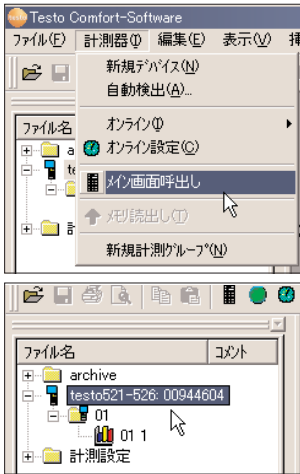 Testo Comfort-Software
ファイル(F) 計測器(I) 編集(E) 表示(V)
新規デバイス(N)
自動検出(A)...
ファイル名
オンライン(I)
オンライン設定(C)
メイン画面呼出し
メモリ読出し(T)
新規計測グループ(N)
ファイル名 コメント
archive
testo521-526: 00944604
01
01 1
計測設定